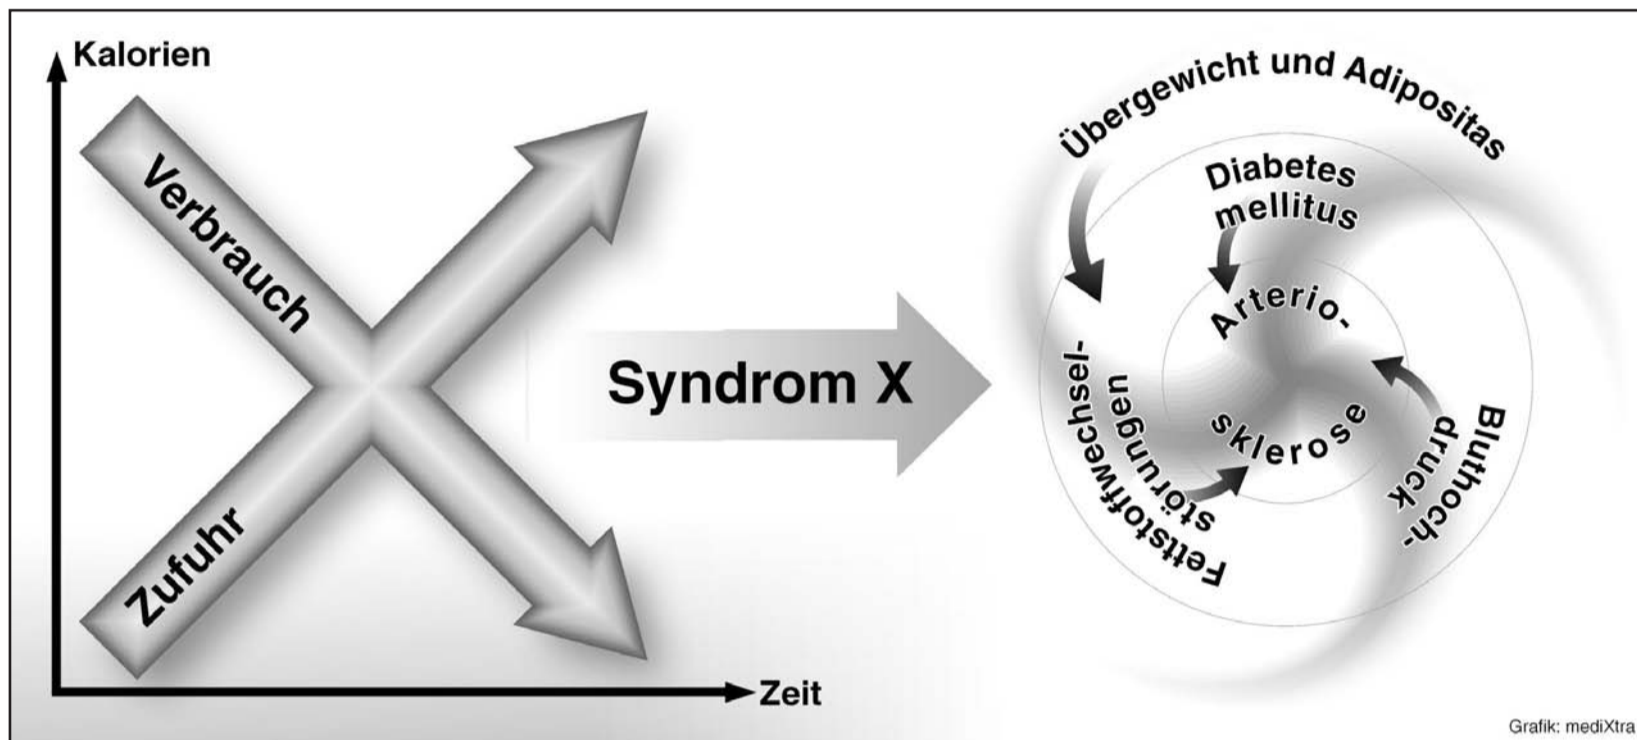 Kalorien
Verbrauch
Zufuhr
Zeit
Syndrom X
Übergewicht und Adipositas
Diabetes
mellitus
Arterio-
sklerose
Fettstoffwechsel-
störungen
Bluthoch-
druck
Grafik: mediXtra